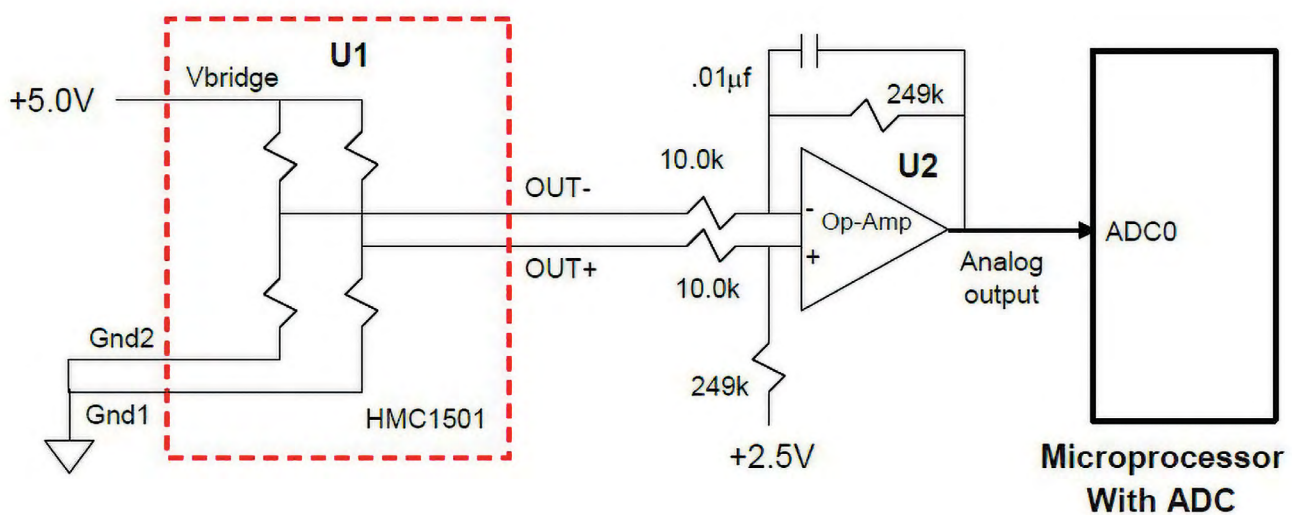 U1
Vbridge
+5.0V
.01µf
249k
10.0k
U2
OUT-
-
Op-Amp
ADC0
+
OUT+
10.0k
Analog
output
Gnd2
249k
Gnd1
HMC1501
+2.5V
Microprocessor
With ADC